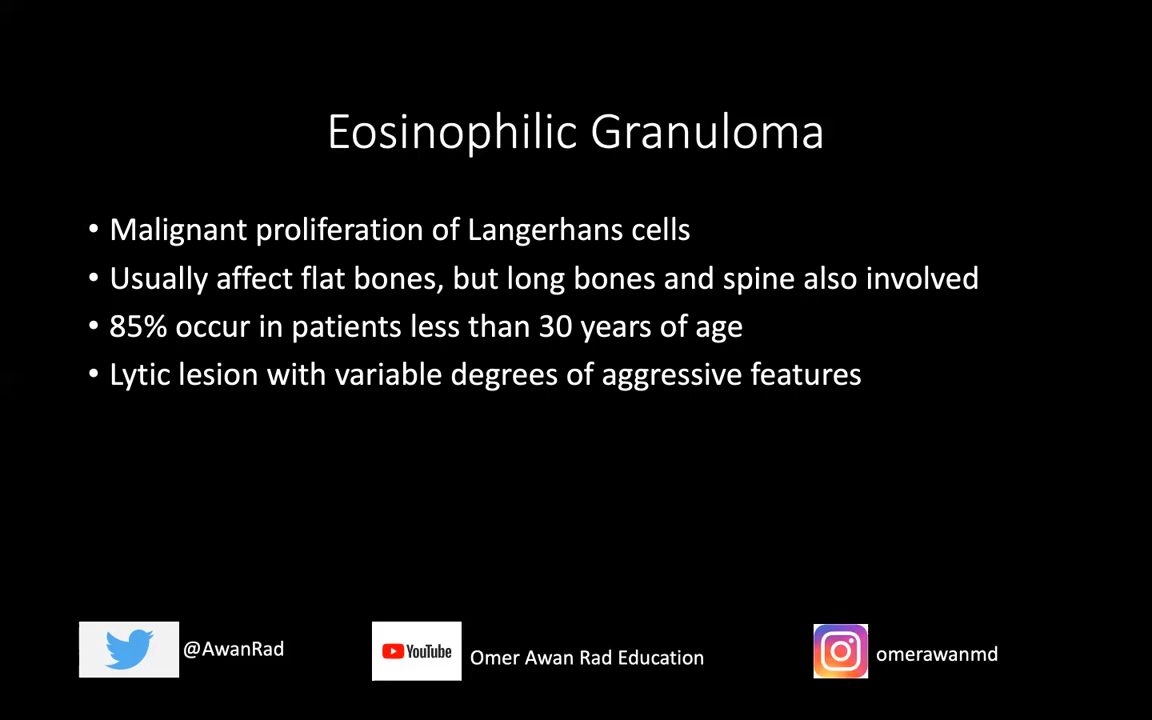 Eosinophilic Granuloma
• Malignant proliferation of Langerhans cells
• Usually affect flat bones, but long bones and spine also involved
• 85% occur in patients less than 30 years of age
• Lytic lesion with variable degrees of aggressive features
@AwanRad
YouTube
Omer Awan Rad Education
omerawanmd